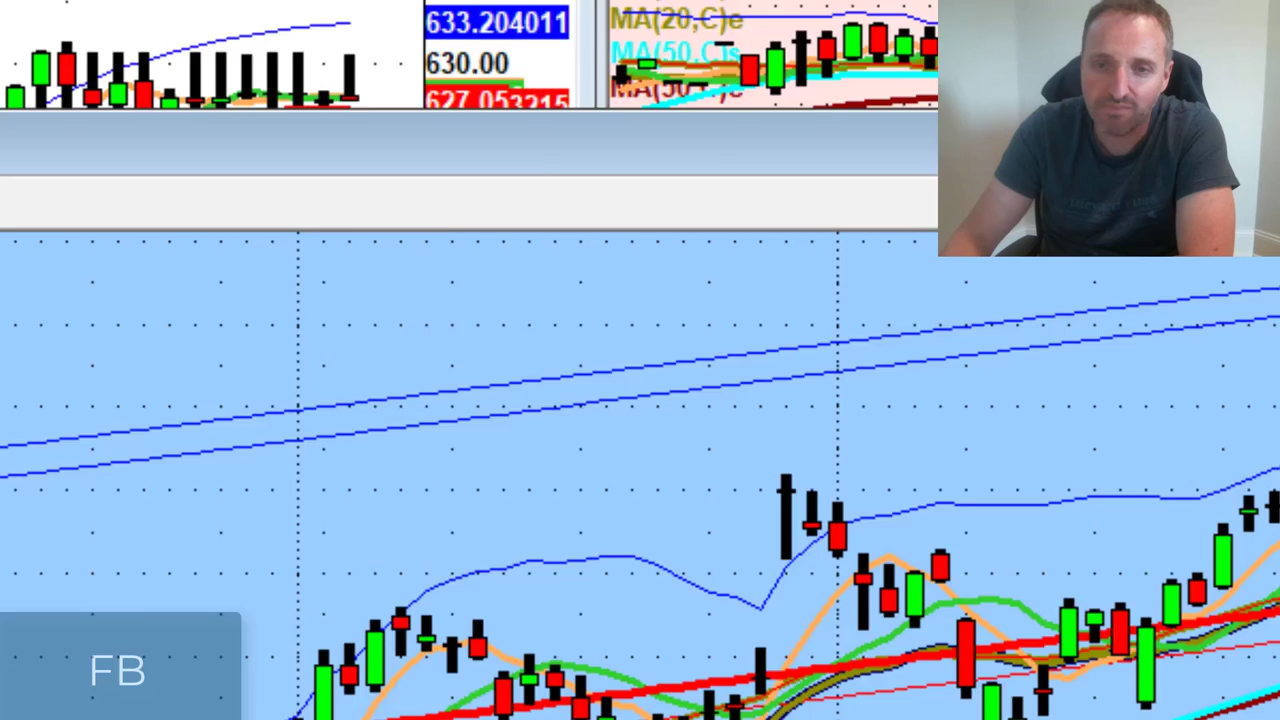 633.204011
630.00
627.053215
MA(20,C)e
MA(50,C)s
FB